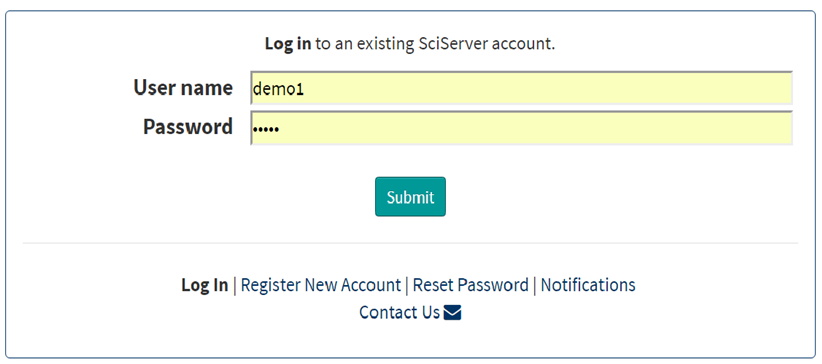 Log in to an existing SciServer account.
User name demo1
Password •••••
Submit
Log In | Register New Account | Reset Password | Notifications
Contact Us